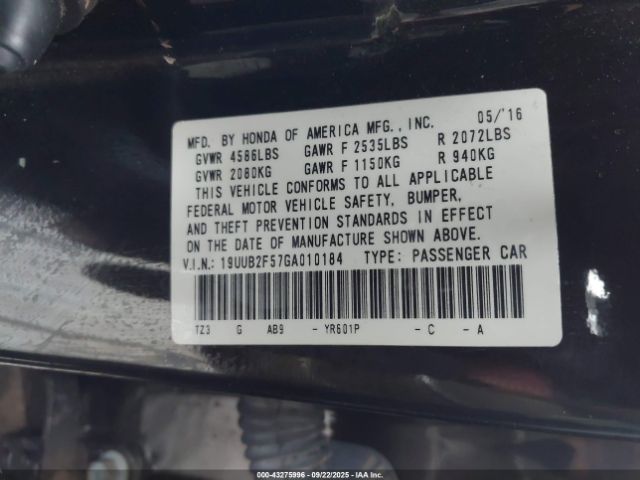 MFD. BY HONDA OF AMERICA MFG., INC. 05/'16
GVWR 4586LBS GAWR F 2535LBS R 2072LBS
GVWR 2080KG GAWR F 1150KG R 940KG
THIS VEHICLE CONFORMS TO ALL APPLICABLE
FEDERAL MOTOR VEHICLE SAFETY, BUMPER,
AND THEFT PREVENTION STANDARDS IN EFFECT
ON THE DATE OF MANUFACTURE SHOWN ABOVE.
V.I.N.: 19UUB2F57GA010184 TYPE: PASSENGER CAR
TZ3 G AB9 - YR601P - C - A
000-43275996 - 09/22/2025 - IAAI.COM